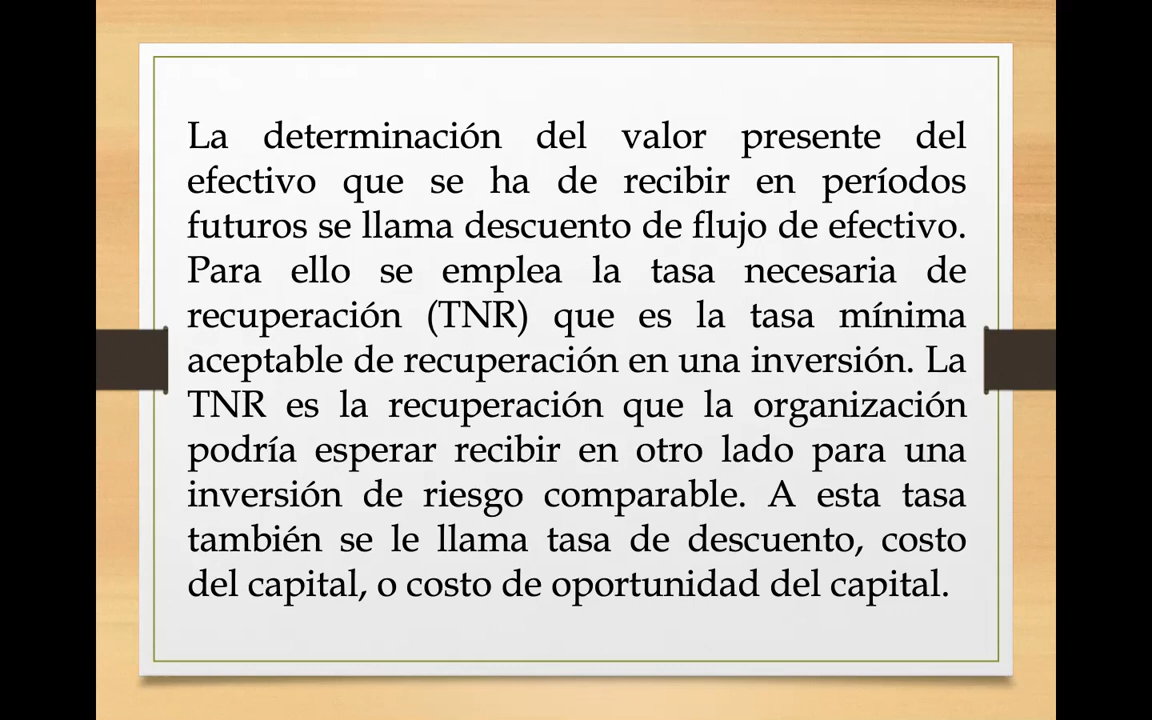 La determinación del valor presente del
efectivo que se ha de recibir en períodos
futuros se llama descuento de flujo de efectivo.
Para ello se emplea la tasa necesaria de
recuperación (TNR) que es la tasa mínima
aceptable de recuperación en una inversión. La
TNR es la recuperación que la organización
podría esperar recibir en otro lado para una
inversión de riesgo comparable. A esta tasa
también se le llama tasa de descuento, costo
del capital, o costo de oportunidad del capital.